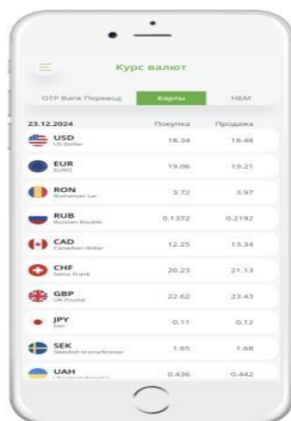 Курс валют
OTP Bank Перевод Карты НБМ
23.12.2024 Покупка Продажа
USD 18.34 18.48
US Dollar
EUR 19.06 19.21
EURO
RON 3.72 3.97
Romanian Lei
RUB 0.1372 0.2192
Russian Rouble
CAD 12.25 13.34
Canadian dollar
CHF 20.23 21.13
Swiss Frank
GBP 22.62 23.43
UK Pound
JPY 0.11 0.12
Yen
SEK 1.65 1.68
Sweden
UAH 0.436 0.442